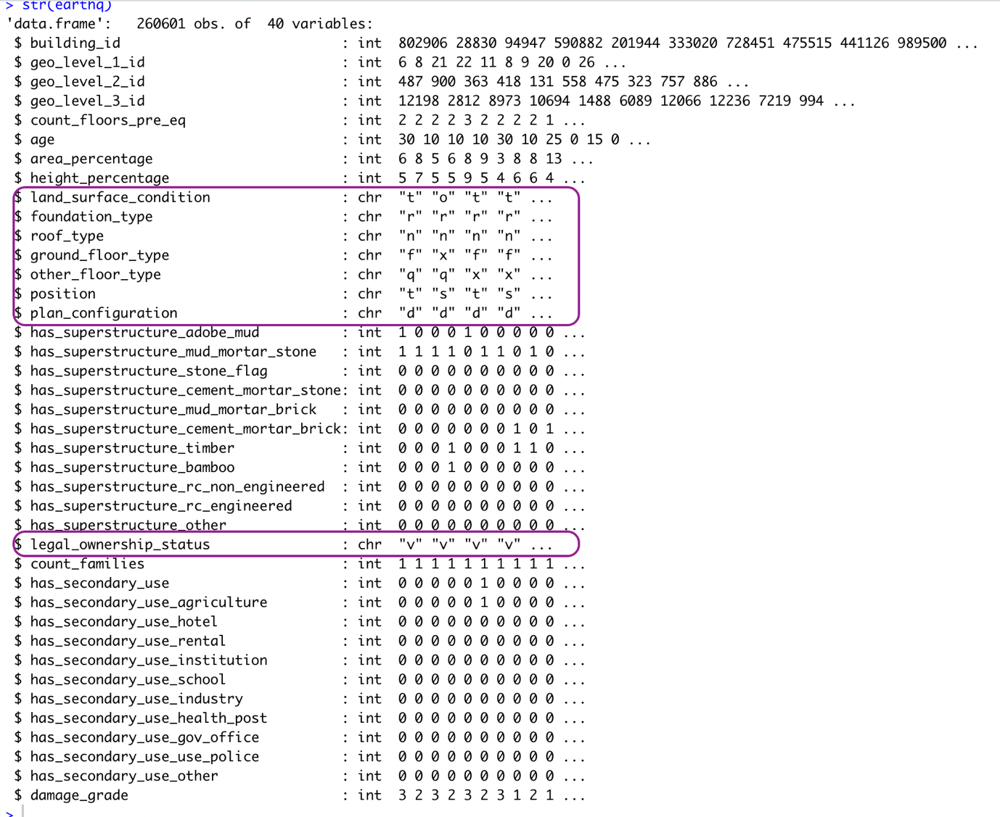 > str(earthq)
'data.frame':   260601 obs. of  40 variables:
 $ building_id                            : int  802906 28830 94947 590882 201944 333020 728451 475515 441126 989500 ...
 $ geo_level_1_id                         : int  6 8 21 22 11 8 9 20 0 26 ...
 $ geo_level_2_id                         : int  487 900 363 418 131 558 475 323 757 886 ...
 $ geo_level_3_id                         : int  12198 2812 8973 10694 1488 6089 12066 12236 7219 994 ...
 $ count_floors_pre_eq                    : int  2 2 2 2 3 2 2 2 2 1 ...
 $ age                                    : int  30 10 10 10 30 10 25 0 15 0 ...
 $ area_percentage                        : int  6 8 5 6 8 9 3 8 8 13 ...
 $ height_percentage                      : int  5 7 5 5 9 5 4 6 6 4 ...
 $ land_surface_condition                 : chr  "t" "o" "t" "t" ...
 $ foundation_type                        : chr  "r" "r" "r" "r" ...
 $ roof_type                              : chr  "n" "n" "n" "n" ...
 $ ground_floor_type                      : chr  "f" "x" "f" "f" ...
 $ other_floor_type                       : chr  "q" "q" "x" "x" ...
 $ position                               : chr  "t" "s" "t" "s" ...
 $ plan_configuration                     : chr  "d" "d" "d" "d" ...
 $ has_superstructure_adobe_mud           : int  1 0 0 0 1 0 0 0 0 0 ...
 $ has_superstructure_mud_mortar_stone    : int  1 1 1 1 0 1 1 0 1 0 ...
 $ has_superstructure_stone_flag          : int  0 0 0 0 0 0 0 0 0 0 ...
 $ has_superstructure_cement_mortar_stone: int  0 0 0 0 0 0 0 0 0 0 ...
 $ has_superstructure_mud_mortar_brick    : int  0 0 0 0 0 0 0 0 0 0 ...
 $ has_superstructure_cement_mortar_brick: int  0 0 0 0 0 0 0 1 0 1 ...
 $ has_superstructure_timber              : int  0 0 0 1 0 0 0 1 1 0 ...
 $ has_superstructure_bamboo              : int  0 0 0 1 0 0 0 0 0 0 ...
 $ has_superstructure_rc_non_engineered   : int  0 0 0 0 0 0 0 0 0 0 ...
 $ has_superstructure_rc_engineered       : int  0 0 0 0 0 0 0 0 0 0 ...
 $ has_superstructure_other               : int  0 0 0 0 0 0 0 0 0 0 ...
 $ legal_ownership_status                 : chr  "v" "v" "v" "v" ...
 $ count_families                         : int  1 1 1 1 1 1 1 1 1 1 ...
 $ has_secondary_use                      : int  0 0 0 0 0 1 0 0 0 0 ...
 $ has_secondary_use_agriculture          : int  0 0 0 0 0 1 0 0 0 0 ...
 $ has_secondary_use_hotel                : int  0 0 0 0 0 0 0 0 0 0 ...
 $ has_secondary_use_rental               : int  0 0 0 0 0 0 0 0 0 0 ...
 $ has_secondary_use_institution          : int  0 0 0 0 0 0 0 0 0 0 ...
 $ has_secondary_use_school               : int  0 0 0 0 0 0 0 0 0 0 ...
 $ has_secondary_use_industry             : int  0 0 0 0 0 0 0 0 0 0 ...
 $ has_secondary_use_health_post          : int  0 0 0 0 0 0 0 0 0 0 ...
 $ has_secondary_use_gov_office           : int  0 0 0 0 0 0 0 0 0 0 ...
 $ has_secondary_use_use_police           : int  0 0 0 0 0 0 0 0 0 0 ...
 $ has_secondary_use_other                : int  0 0 0 0 0 0 0 0 0 0 ...
 $ damage_grade                           : int  3 2 3 2 3 2 3 1 2 1 ...
>